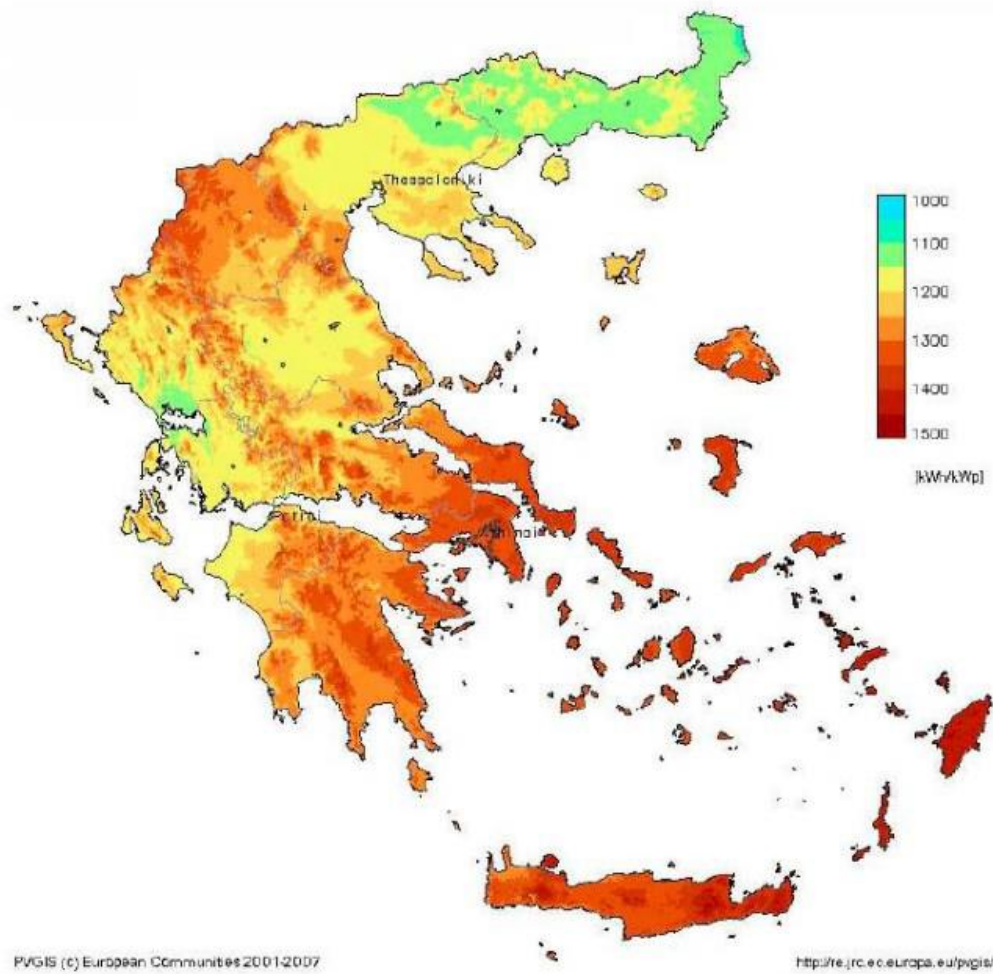 Thessaloniki
1000
1100
1200
1300
1400
1500
[kWh/kWp]
PVGIS (c) European Communities 2001-2007
http://re.jrc.ec.europa.eu/pvgis/